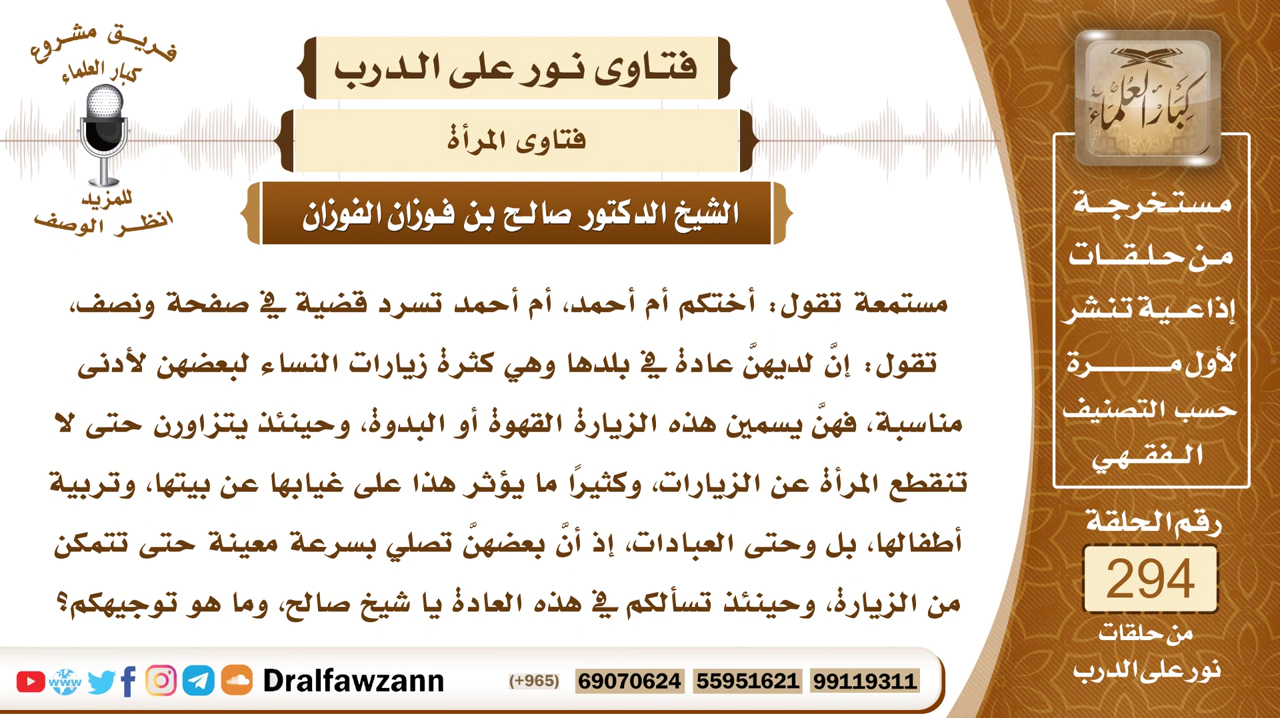 فريق مشروع
كبار العلماء
للمزيد
انظر الوصف
فتاوى نور على الدرب
فتاوى المرأة
الشيخ الدكتور صالح بن فوزان الفوزان
مستمعة تقول: أختكم أم أحمد، أم أحمد تسرد قضية في صفحة ونصف،
تقول: إنَّ لديهنَّ عادة في بلدها وهي كثرة زيارات النساء لبعضهن لأدنى
مناسبة، فهنَّ يسمين هذه الزيارة القهوة أو البدوة، وحينئذ يتزاورن حتى لا
تنقطع المرأة عن الزيارات، وكثيرًا ما يؤثر هذا على غيابها عن بيتها، وتربية
أطفالها، بل وحتى العبادات، إذ أنَّ بعضهنَّ تصلي بسرعة معينة حتى تتمكن
من الزيارة، وحينئذ تسألكم في هذه العادة يا شيخ صالح، وما هو توجيهكم؟
كبار العلماء
مستخرجة
من حلقات
إذاعية تنشر
لأول مرة
حسب التصنيف
الفقهي
رقم الحلقة
294
من حلقات
نور على الدرب
www Dralfawzann (+965) 69070624 55951621 99119311